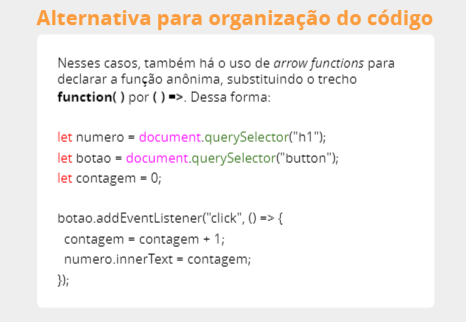 Alternativa para organização do código
Nesses casos, também há o uso de arrow functions para
declarar a função anônima, substituindo o trecho
function( ) por ( ) =>. Dessa forma:
let numero = document.querySelector("h1");
let botao = document.querySelector("button");
let contagem = 0;
botao.addEventListener("click", () => {
contagem = contagem + 1;
numero.innerText = contagem;
});